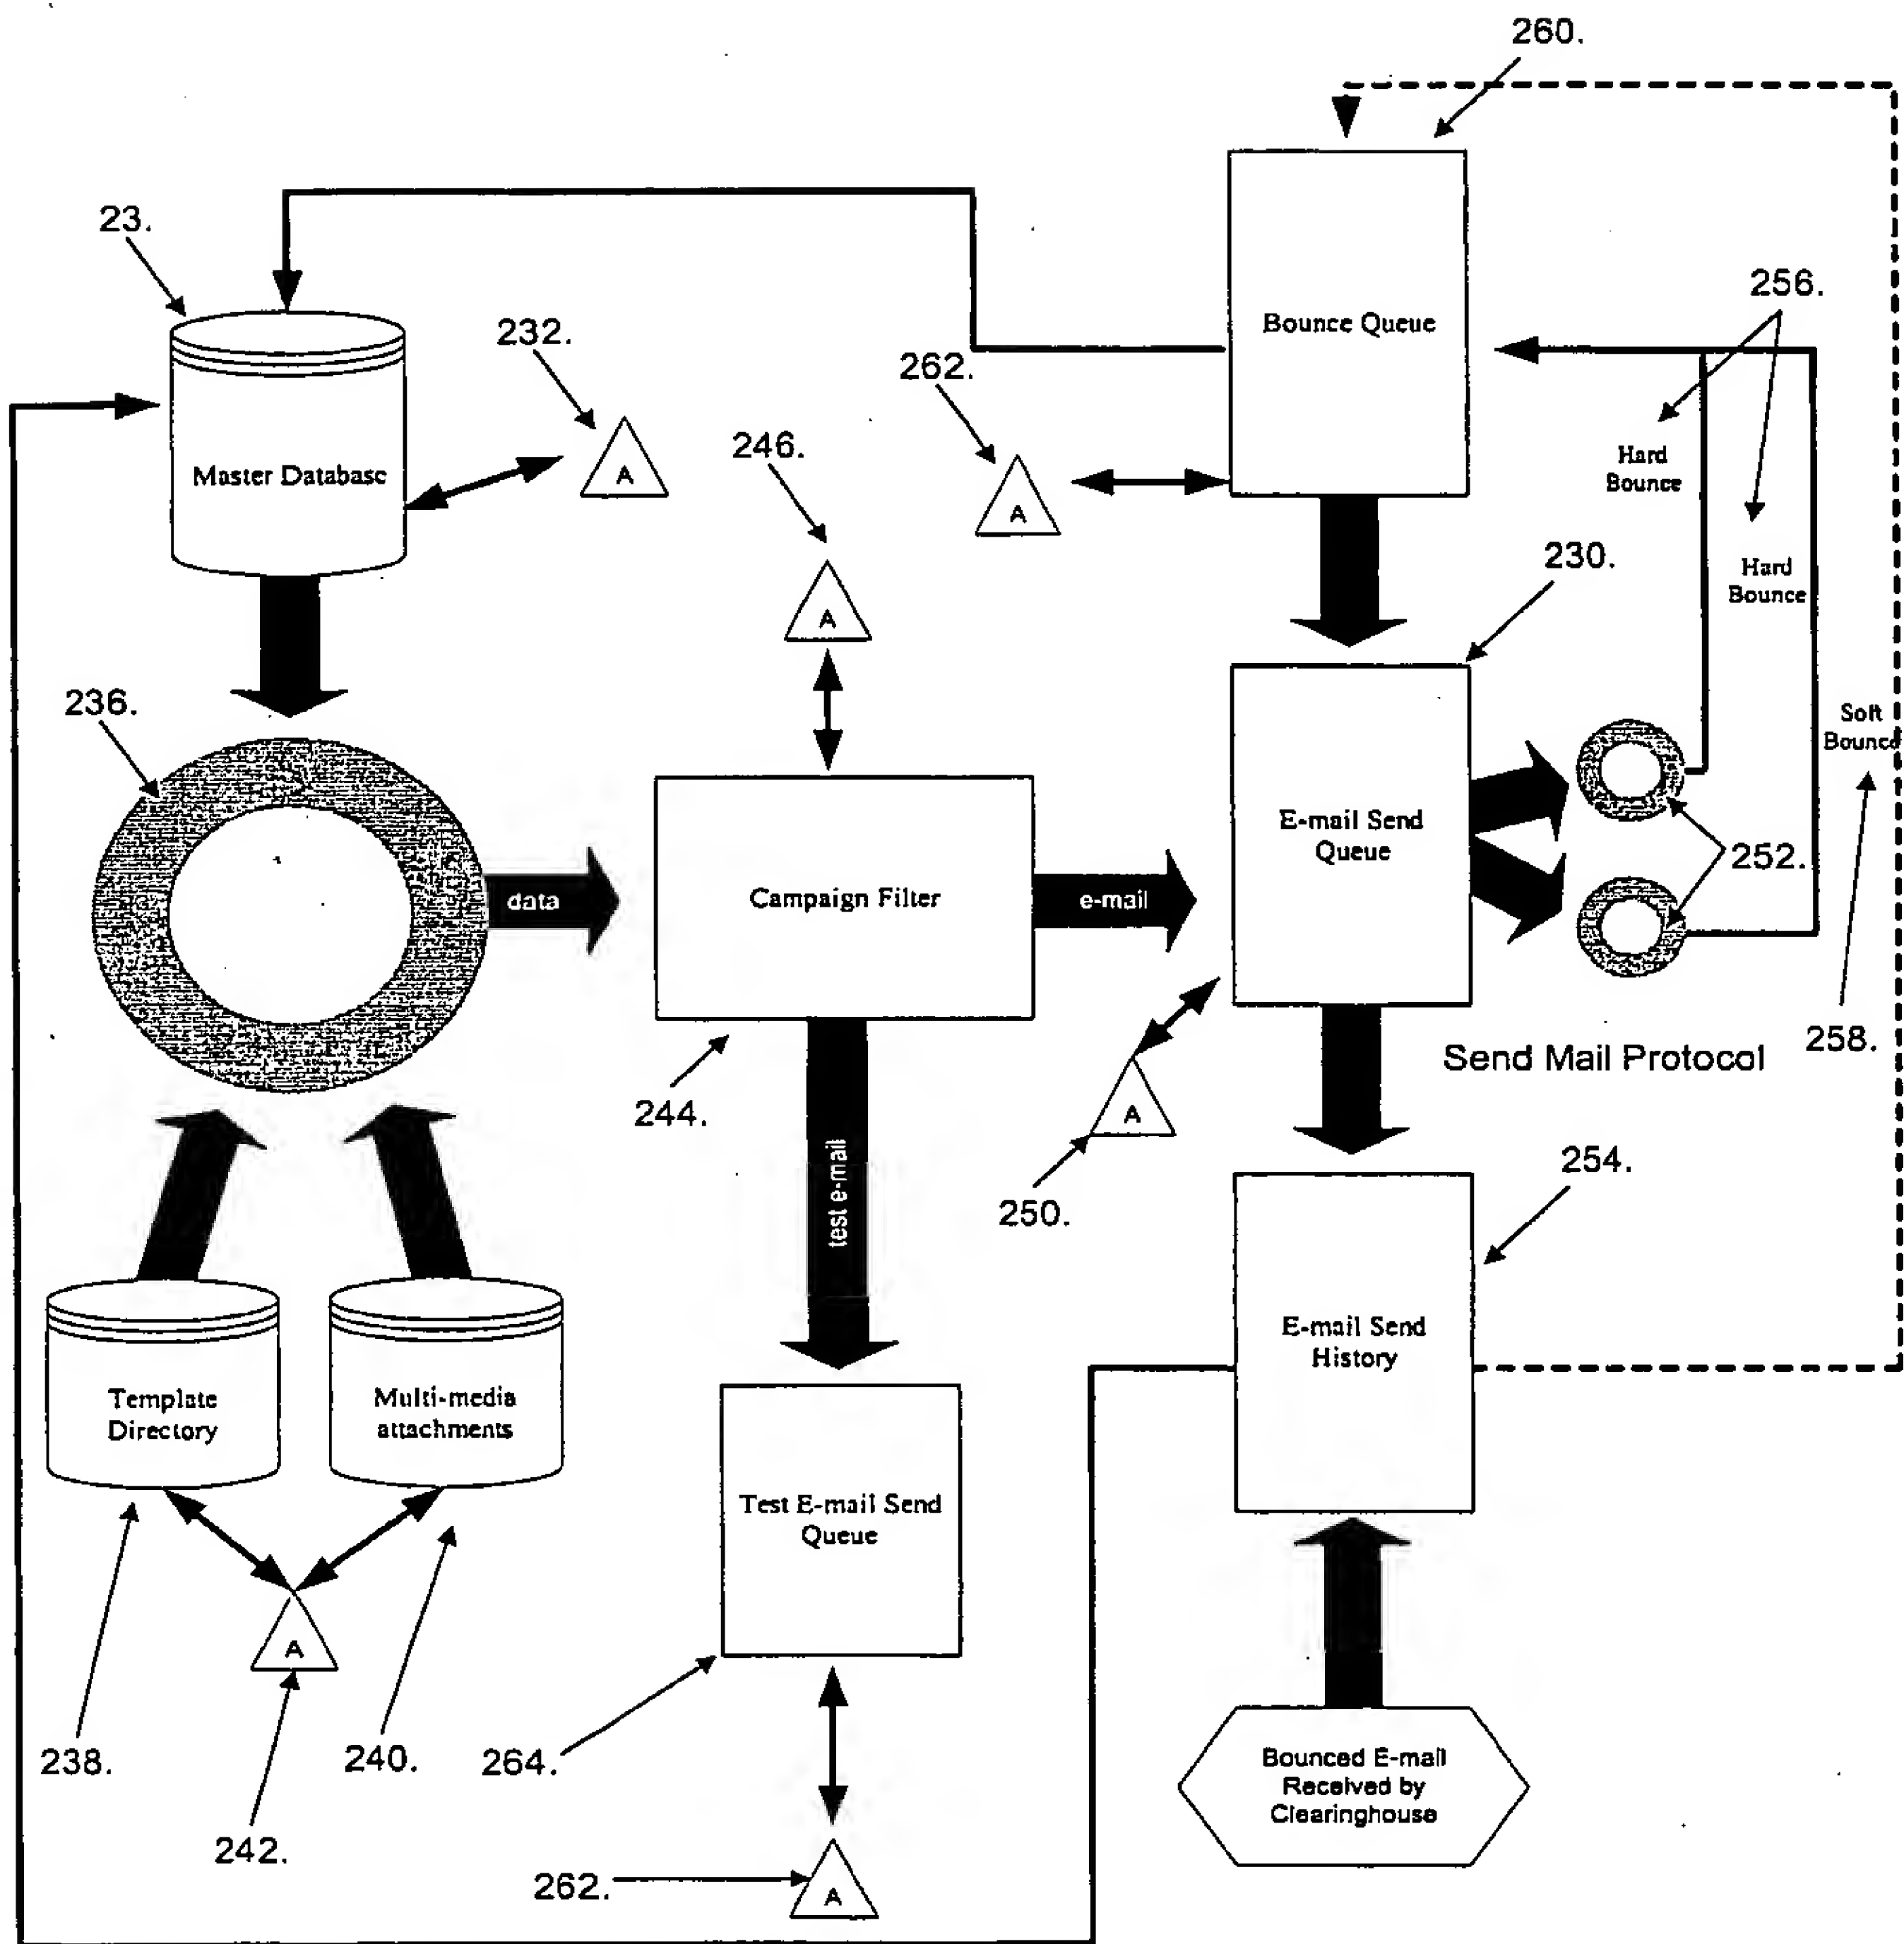 260.
23.
232.
262.
256.
Bounce Queue
246.
Master Database
A
A
Hard
Bounce
230.
Hard
Bounce
A
236.
Soft
Bounce
E-mail Send
Queue
252.
data
Campaign Filter
e-mail
258.
Send Mail Protocol
244.
A
test e-mail
250.
254.
E-mail Send
History
Template
Directory
Multi-media
attachments
Test E-mail Send
Queue
A
238.
240.
264.
Bounced E-mail
Received by
Clearinghouse
242.
262.
A